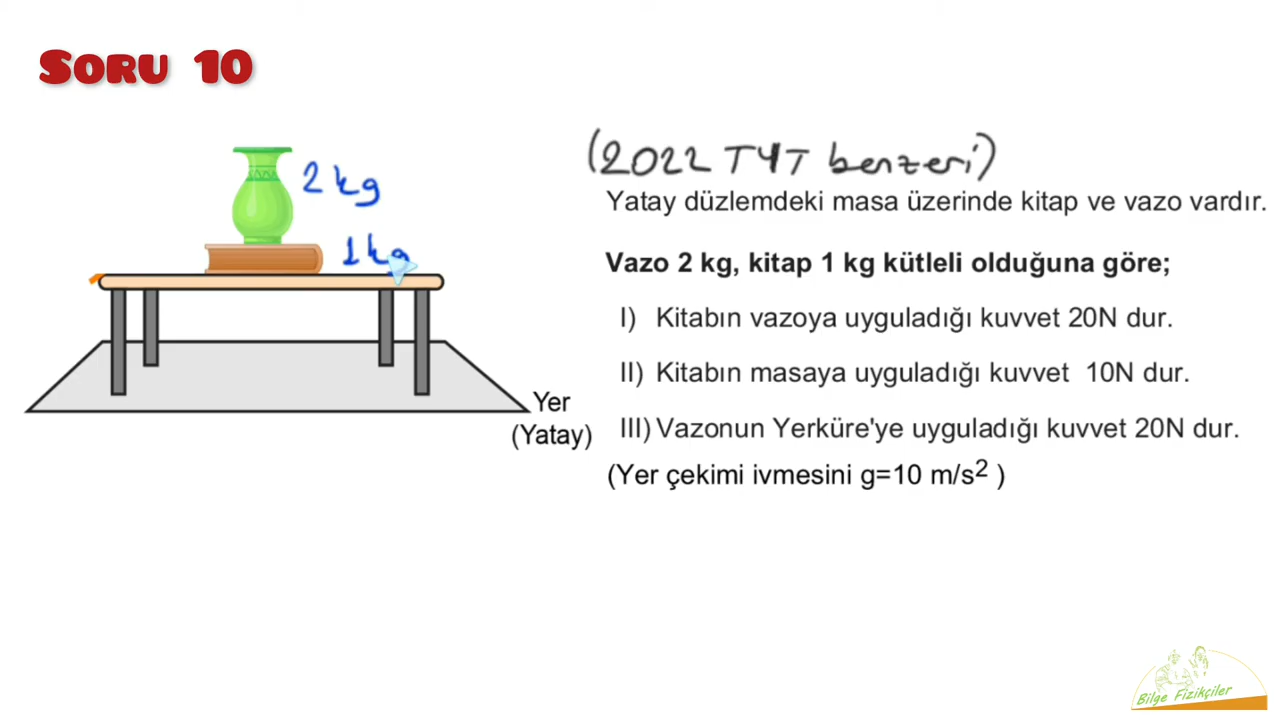 SORU 10
2 kg
1 kg
Yer
(Yatay)
(2022 TYT benzeri)
Yatay düzlemdeki masa üzerinde kitap ve vazo vardır.
Vazo 2 kg, kitap 1 kg kütleli olduğuna göre;
I) Kitabın vazoya uyguladığı kuvvet 20N dur.
II) Kitabın masaya uyguladığı kuvvet 10N dur.
III) Vazonun Yerküre'ye uyguladığı kuvvet 20N dur.
(Yer çekimi ivmesini g=10 m/s² )
Bilge Fizikçiler